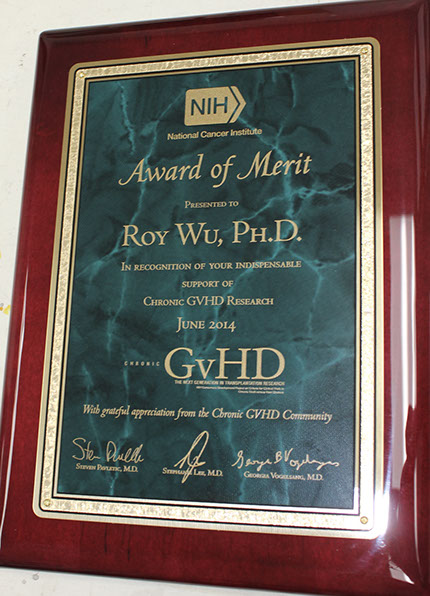 NIH
National Cancer Institute
Award of Merit
Presented to
Roy Wu, Ph.D.
In recognition of your indispensable
support of
Chronic GVHD Research
June 2014
CHRONIC GvHD
THE NEXT GENERATION IN TRANSPLANTATION RESEARCH
With grateful appreciation from the Chronic GVHD Community
Steven Pavletic, M.D.
Stephanie Lee, M.D.
Georgia Vogelsang, M.D.